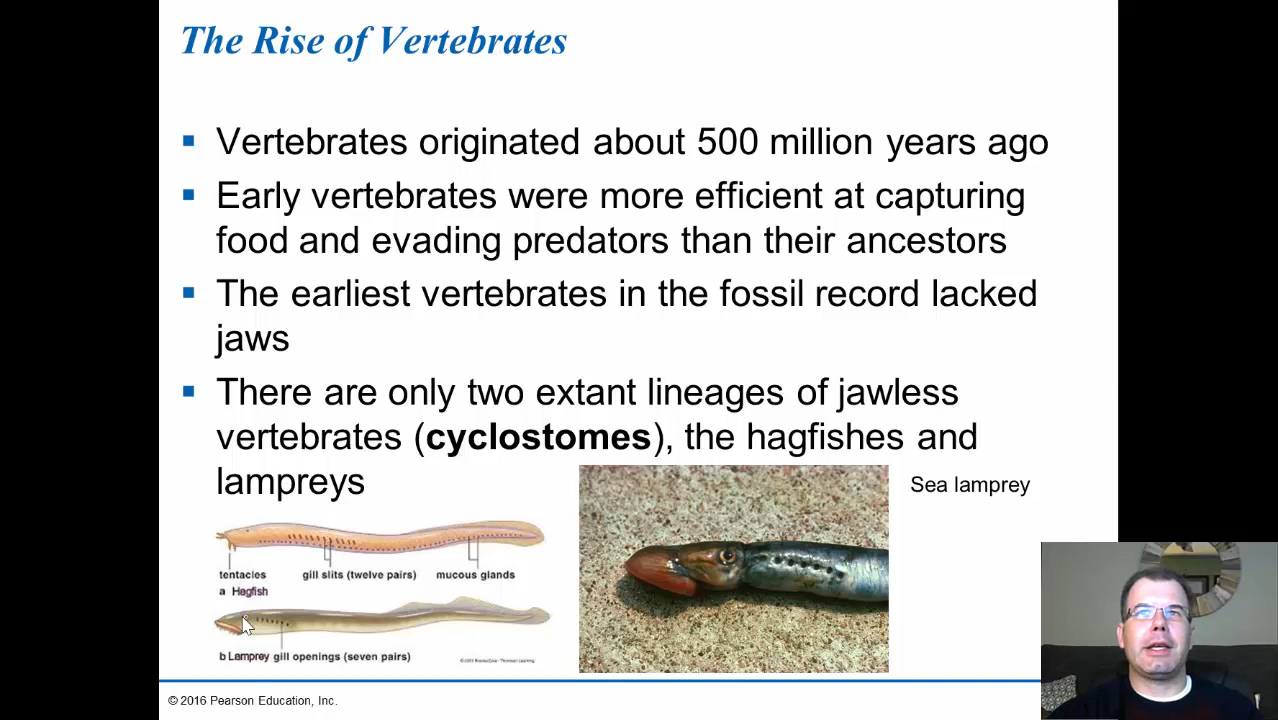 The Rise of Vertebrates
▪ Vertebrates originated about 500 million years ago
▪ Early vertebrates were more efficient at capturing
food and evading predators than their ancestors
▪ The earliest vertebrates in the fossil record lacked
jaws
▪ There are only two extant lineages of jawless
vertebrates (cyclostomes), the hagfishes and
lampreys
Sea lamprey
tentacles gill slits (twelve pairs) mucous glands
a Hagfish
b Lamprey gill openings (seven pairs)
© 2016 Pearson Education, Inc.